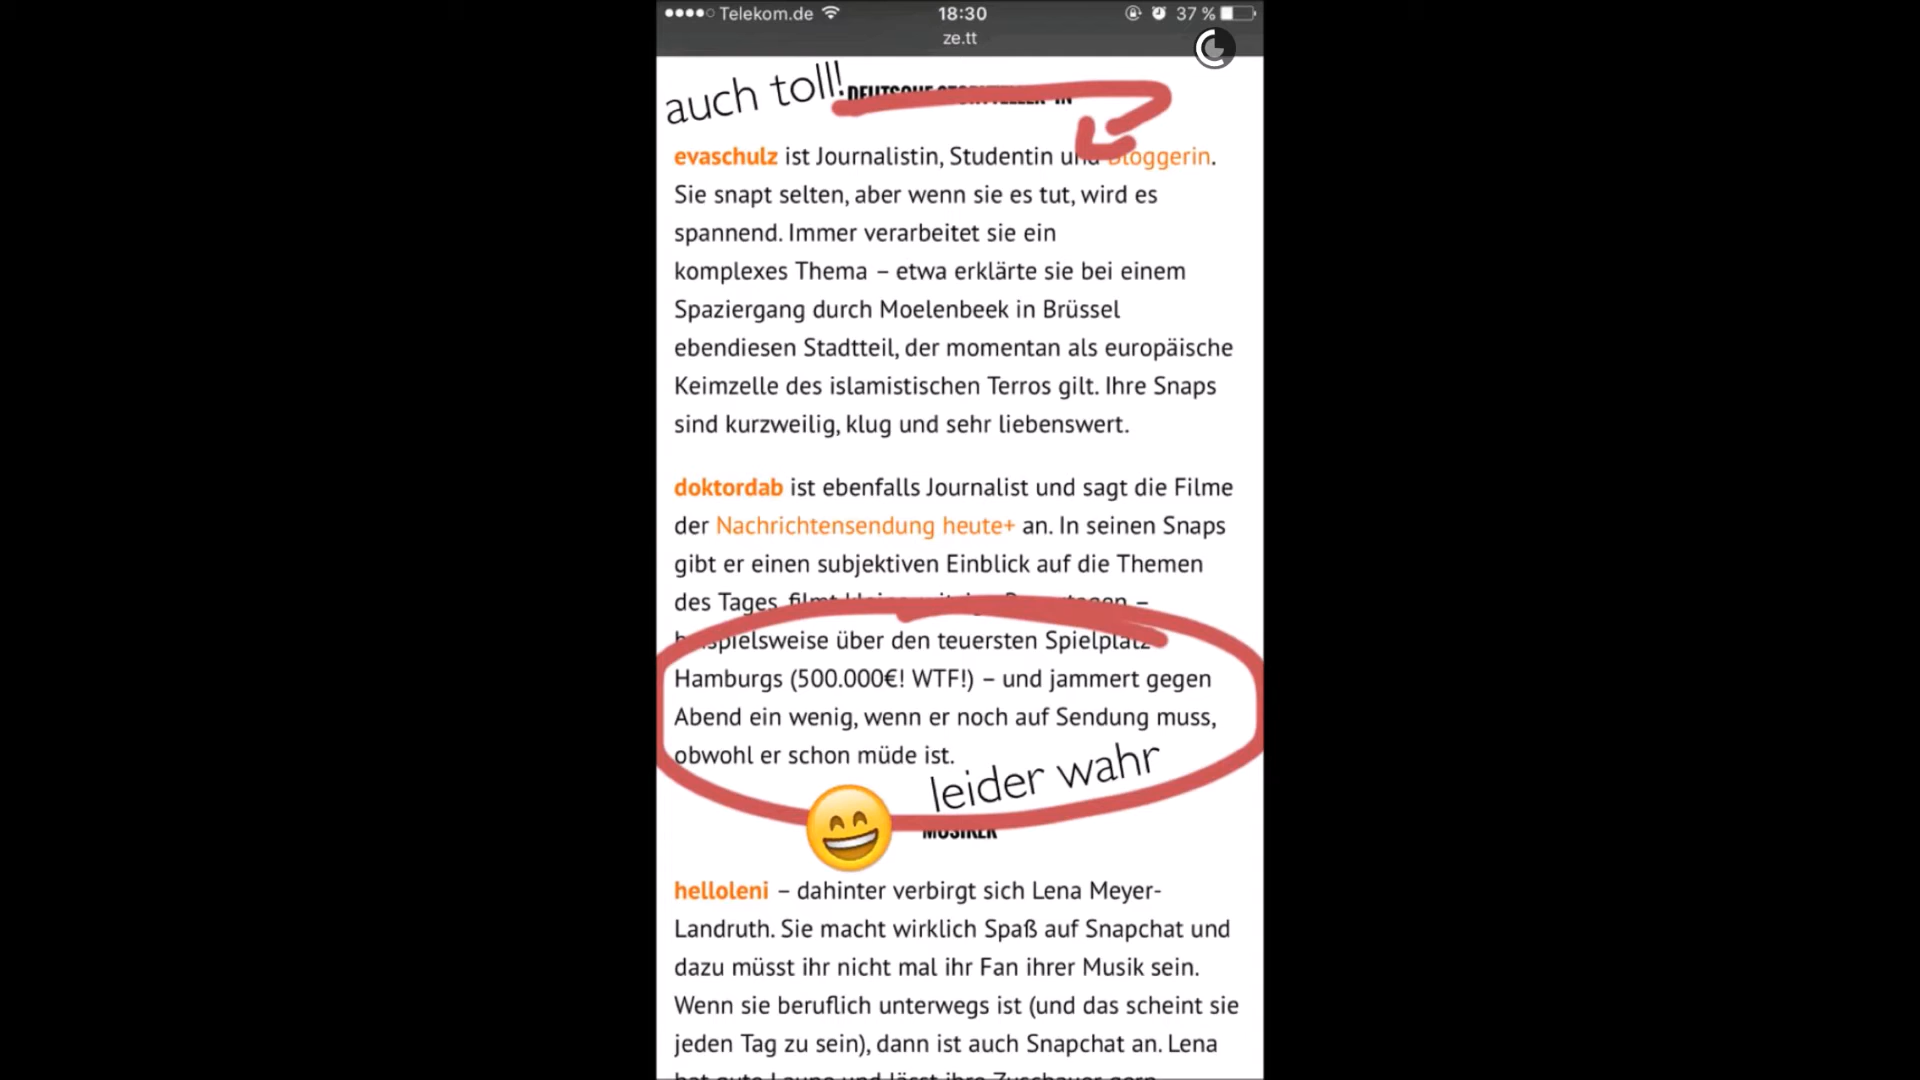 Telekom.de 18:30 37 %
ze.tt
auch toll!
evaschulz ist Journalistin, Studentin und Bloggerin.
Sie snapt selten, aber wenn sie es tut, wird es
spannend. Immer verarbeitet sie ein
komplexes Thema – etwa erklärte sie bei einem
Spaziergang durch Moelenbeek in Brüssel
ebendiesen Stadtteil, der momentan als europäische
Keimzelle des islamistischen Terros gilt. Ihre Snaps
sind kurzweilig, klug und sehr liebenswert.
doktordab ist ebenfalls Journalist und sagt die Filme
der Nachrichtensendung heute+ an. In seinen Snaps
gibt er einen subjektiven Einblick auf die Themen
des Tages, filmt –
beispielsweise über den teuersten Spielplatz
Hamburgs (500.000€! WTF!) – und jammert gegen
Abend ein wenig, wenn er noch auf Sendung muss,
obwohl er schon müde ist.
leider wahr
MUSIKER
helloleni – dahinter verbirgt sich Lena Meyer-
Landruth. Sie macht wirklich Spaß auf Snapchat und
dazu müsst ihr nicht mal ihr Fan ihrer Musik sein.
Wenn sie beruflich unterwegs ist (und das scheint sie
jeden Tag zu sein), dann ist auch Snapchat an. Lena